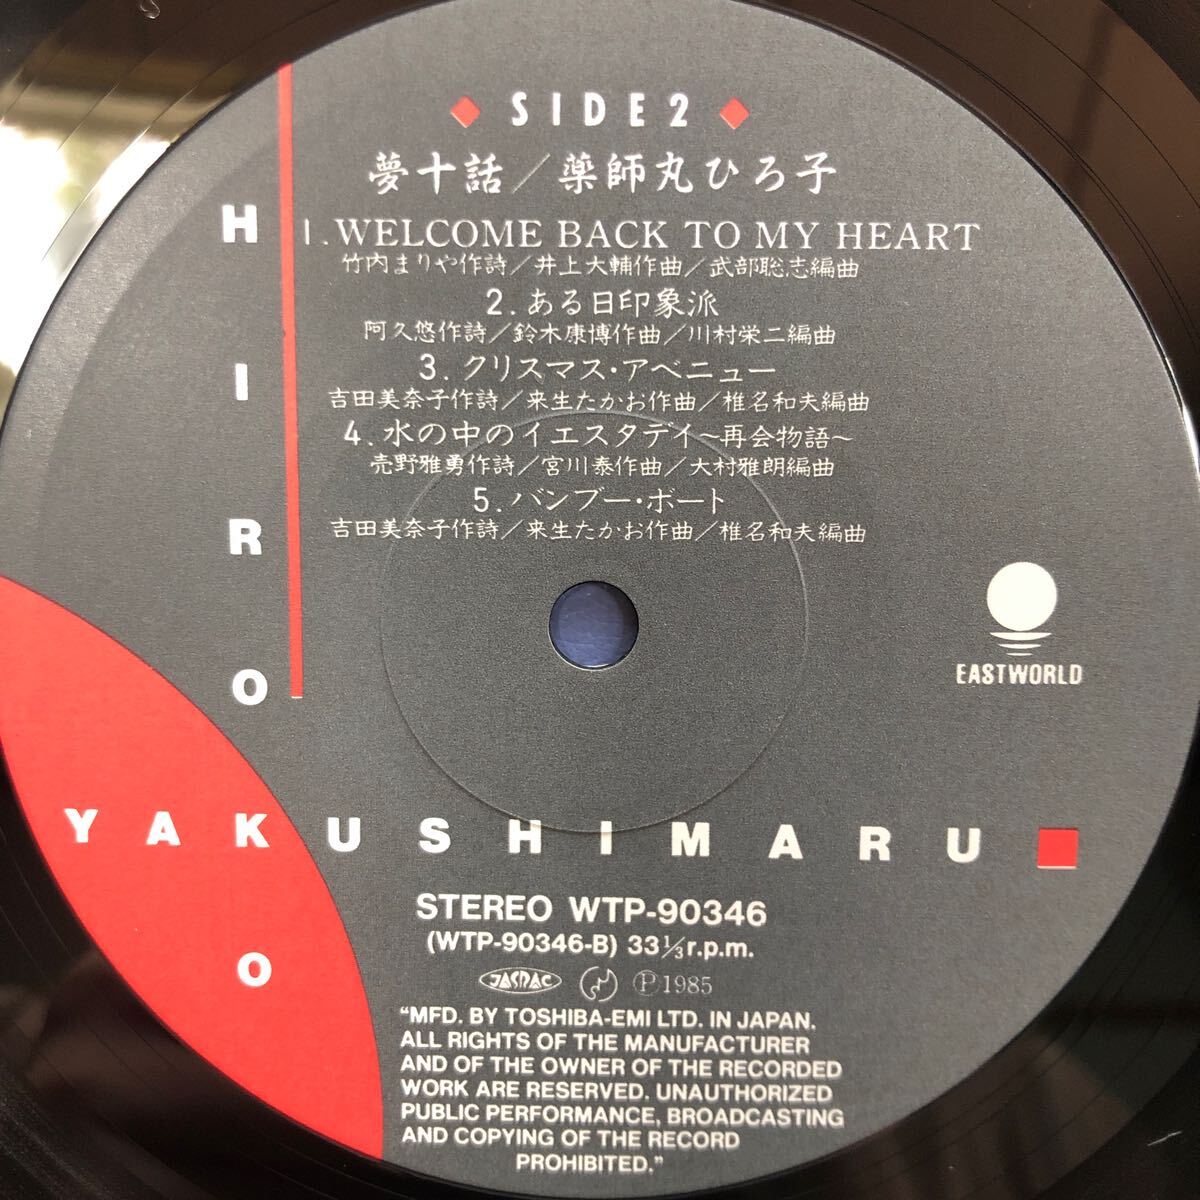 SIDE2
夢十話／薬師丸ひろ子
1.WELCOME BACK TO MY HEART
竹内まりや作詩／井上大輔作曲／武部聡志編曲
2.ある日印象派
阿久悠作詩／鈴木康博作曲／川村栄二編曲
3.クリスマス・アベニュー
吉田美奈子作詩／来生たかお作曲／椎名和夫編曲
4.水の中のイエスタデイ～再会物語～
売野雅勇作詩／宮川泰作曲／大村雅朗編曲
5.バンブー・ボート
吉田美奈子作詩／来生たかお作曲／椎名和夫編曲
HIROKO
EASTWORLD
YAKUSHIMARU
STEREO WTP-90346
(WTP-90346-B) 33⅓r.p.m.
JASRAC Ⓟ1985
"MFD. BY TOSHIBA-EMI LTD. IN JAPAN.
ALL RIGHTS OF THE MANUFACTURER
AND OF THE OWNER OF THE RECORDED
WORK ARE RESERVED. UNAUTHORIZED
PUBLIC PERFORMANCE, BROADCASTING
AND COPYING OF THE RECORD
PROHIBITED."